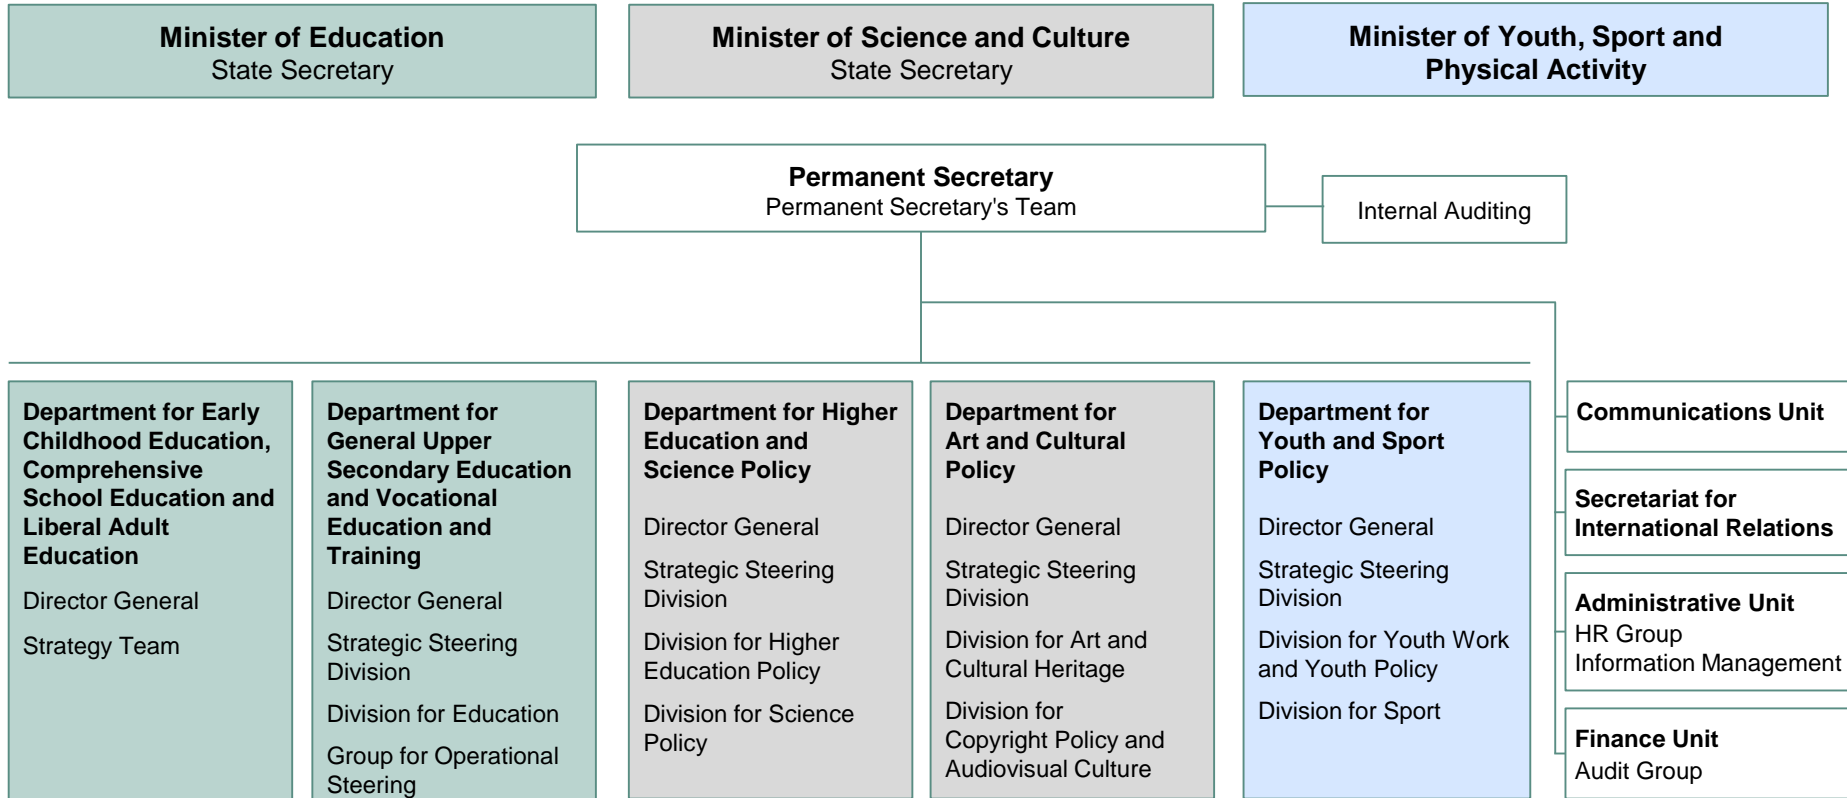 Minister of Education
State Secretary
Minister of Science and Culture
State Secretary
Minister of Youth, Sport and
Physical Activity
Permanent Secretary
Permanent Secretary's Team
Internal Auditing
Department for Early
Childhood Education,
Comprehensive
School Education and
Liberal Adult
Education
Director General
Strategy Team
Department for
General Upper
Secondary Education
and Vocational
Education and
Training
Director General
Strategic Steering
Division
Division for Education
Group for Operational
Steering
Department for Higher
Education and
Science Policy
Director General
Strategic Steering
Division
Division for Higher
Education Policy
Division for Science
Policy
Department for
Art and Cultural
Policy
Director General
Strategic Steering
Division
Division for Art and
Cultural Heritage
Division for
Copyright Policy and
Audiovisual Culture
Department for
Youth and Sport
Policy
Director General
Strategic Steering
Division
Division for Youth Work
and Youth Policy
Division for Sport
Communications Unit
Secretariat for
International Relations
Administrative Unit
HR Group
Information Management
Finance Unit
Audit Group